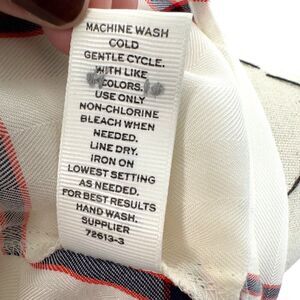 MACHINE WASH
COLD
GENTLE CYCLE.
WITH LIKE
COLORS.
USE ONLY
NON-CHLORINE
BLEACH WHEN
NEEDED.
LINE DRY.
IRON ON
LOWEST SETTING
AS NEEDED.
FOR BEST RESULTS
HAND WASH.
SUPPLIER
72613-3